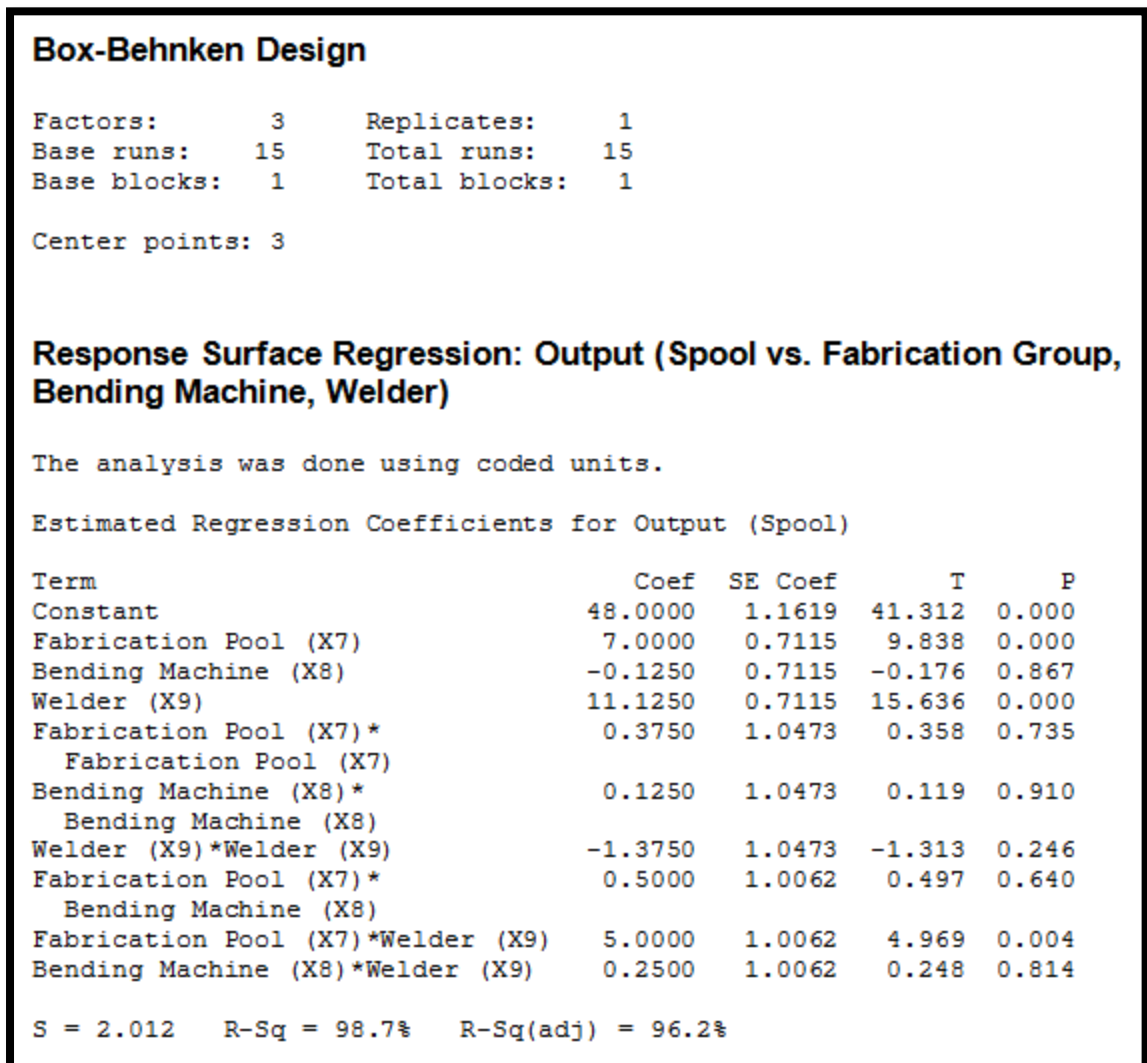 Box-Behnken Design
Factors: 3 Replicates: 1
Base runs: 15 Total runs: 15
Base blocks: 1 Total blocks: 1
Center points: 3
Response Surface Regression: Output (Spool vs. Fabrication Group,
Bending Machine, Welder)
The analysis was done using coded units.
Estimated Regression Coefficients for Output (Spool)
Term Coef SE Coef T P
Constant 48.0000 1.1619 41.312 0.000
Fabrication Pool (X7) 7.0000 0.7115 9.838 0.000
Bending Machine (X8) -0.1250 0.7115 -0.176 0.867
Welder (X9) 11.1250 0.7115 15.636 0.000
Fabrication Pool (X7)* 0.3750 1.0473 0.358 0.735
Fabrication Pool (X7)
Bending Machine (X8)* 0.1250 1.0473 0.119 0.910
Bending Machine (X8)
Welder (X9)*Welder (X9) -1.3750 1.0473 -1.313 0.246
Fabrication Pool (X7)* 0.5000 1.0062 0.497 0.640
Bending Machine (X8)
Fabrication Pool (X7)*Welder (X9) 5.0000 1.0062 4.969 0.004
Bending Machine (X8)*Welder (X9) 0.2500 1.0062 0.248 0.814
S = 2.012 R-Sq = 98.7% R-Sq(adj) = 96.2%